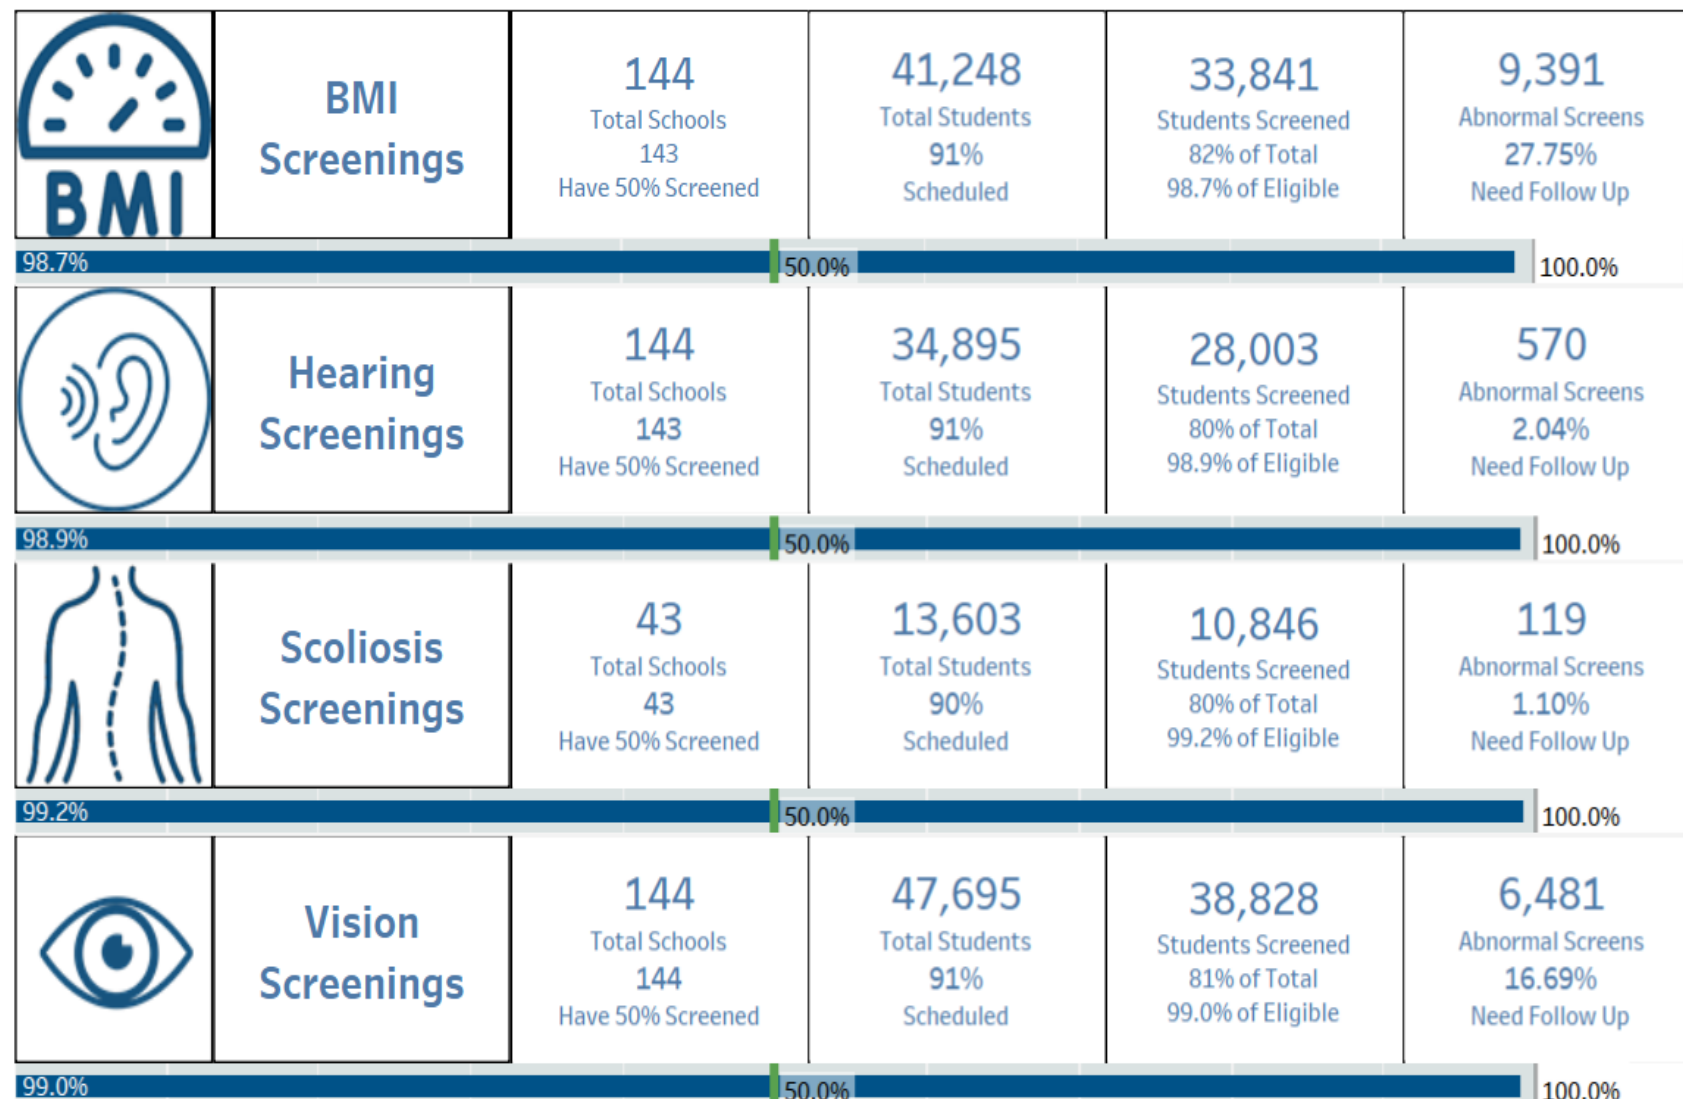 BMI
BMI
Screenings
144
Total Schools
143
Have 50% Screened
41,248
Total Students
91%
Scheduled
33,841
Students Screened
82% of Total
98.7% of Eligible
9,391
Abnormal Screens
27.75%
Need Follow Up
98.7%
50.0%
100.0%
Hearing
Screenings
144
Total Schools
143
Have 50% Screened
34,895
Total Students
91%
Scheduled
28,003
Students Screened
80% of Total
98.9% of Eligible
570
Abnormal Screens
2.04%
Need Follow Up
98.9%
50.0%
100.0%
Scoliosis
Screenings
43
Total Schools
43
Have 50% Screened
13,603
Total Students
90%
Scheduled
10,846
Students Screened
80% of Total
99.2% of Eligible
119
Abnormal Screens
1.10%
Need Follow Up
99.2%
50.0%
100.0%
Vision
Screenings
144
Total Schools
144
Have 50% Screened
47,695
Total Students
91%
Scheduled
38,828
Students Screened
81% of Total
99.0% of Eligible
6,481
Abnormal Screens
16.69%
Need Follow Up
99.0%
50.0%
100.0%